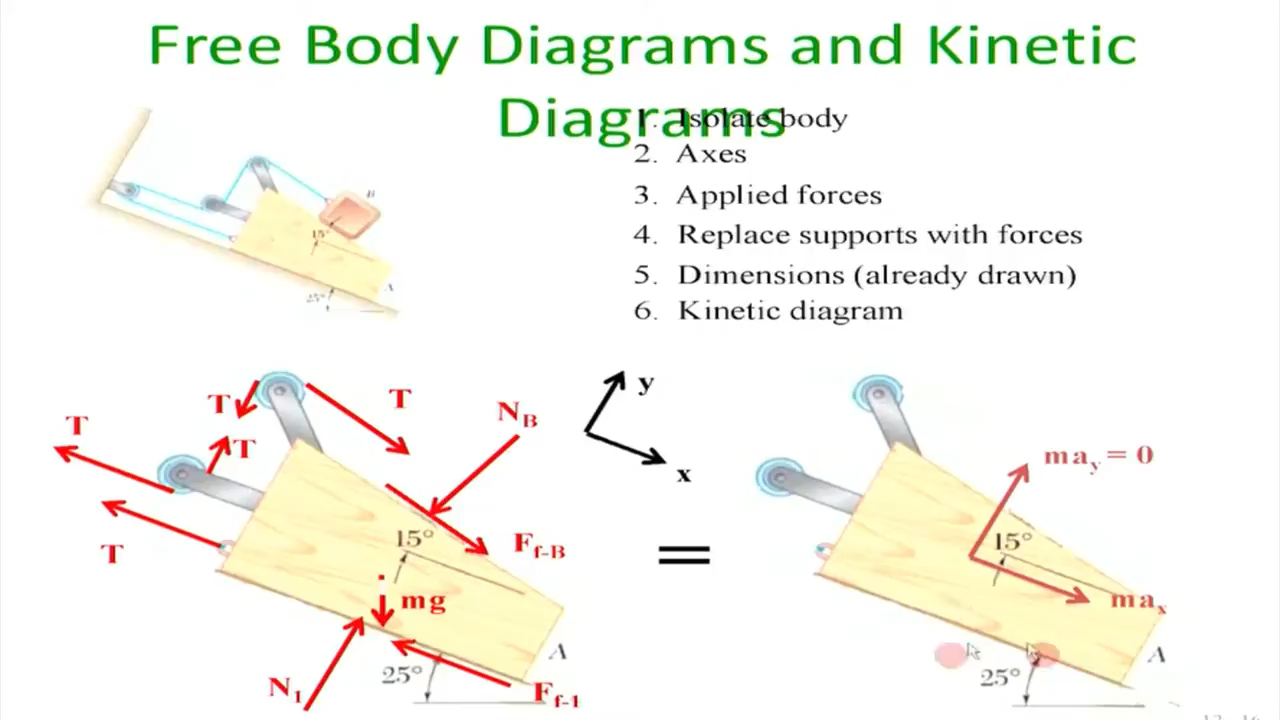 Free Body Diagrams and Kinetic
Diagrams
1. Isolate body
2. Axes
3. Applied forces
4. Replace supports with forces
5. Dimensions (already drawn)
6. Kinetic diagram
B
15°
A
25°
T
T
T
T
T
N_B
y
x
15°
F_f-B
mg
A
25°
N_1
F_f-1
=
ma_y = 0
15°
ma_x
A
25°